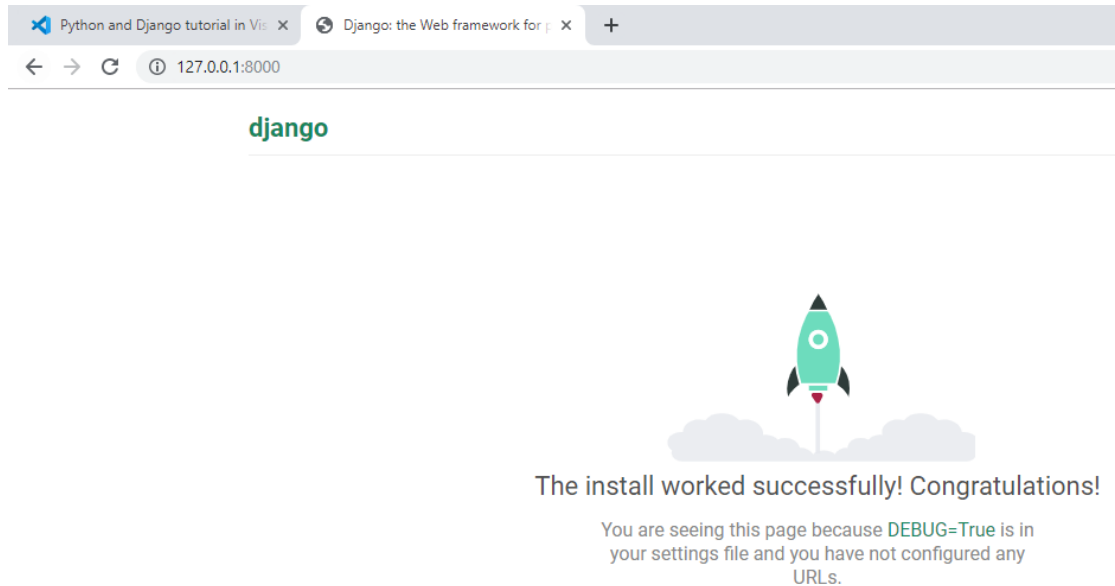 Python and Django tutorial in Vis
Django: the Web framework for p
127.0.0.1:8000
django
The install worked successfully! Congratulations!
You are seeing this page because DEBUG=True is in
your settings file and you have not configured any
URLs.